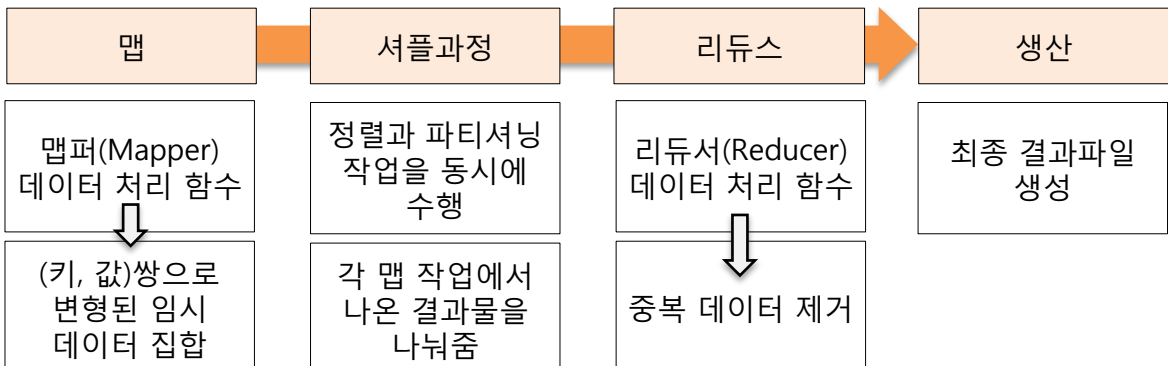 맵
셔플과정
리듀스
생산
맵퍼(Mapper)
데이터 처리 함수
정렬과 파티셔닝
작업을 동시에
수행
리듀서(Reducer)
데이터 처리 함수
최종 결과파일
생성
(키, 값)쌍으로
변형된 임시
데이터 집합
각 맵 작업에서
나온 결과물을
나눠줌
중복 데이터 제거